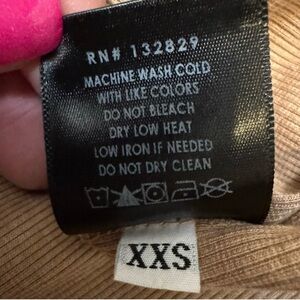 RN# 132829
MACHINE WASH COLD
WITH LIKE COLORS
DO NOT BLEACH
DRY LOW HEAT
LOW IRON IF NEEDED
DO NOT DRY CLEAN
XXS